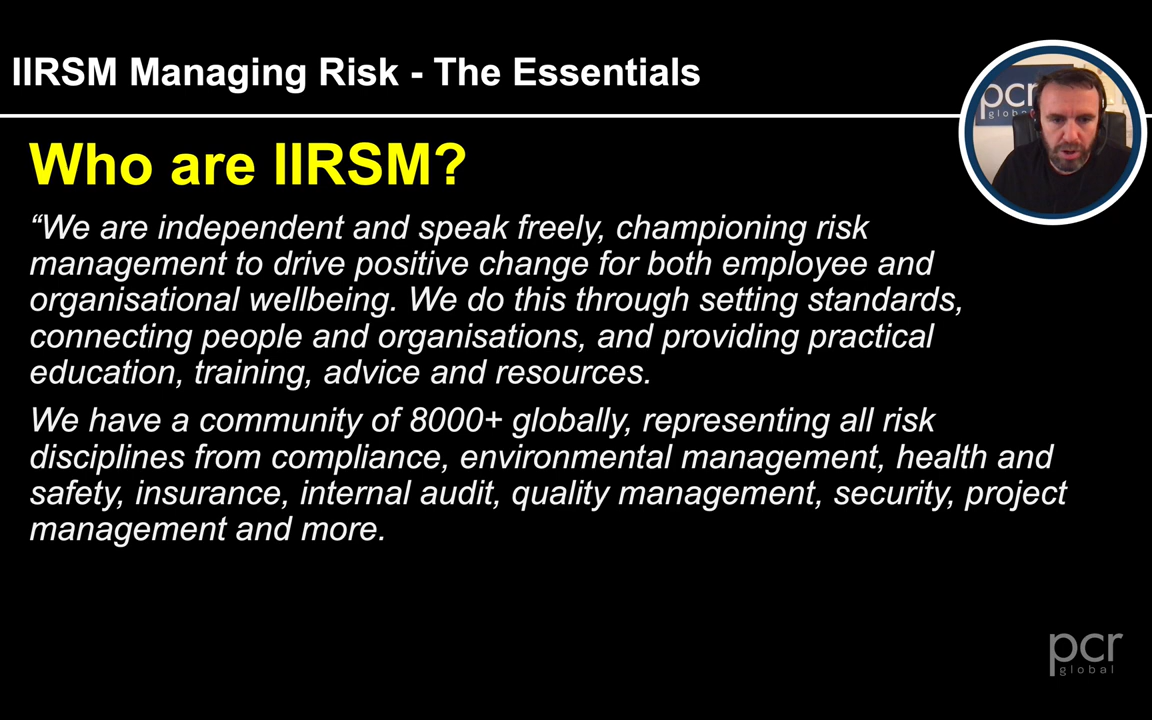 IIRSM Managing Risk - The Essentials
pcr
global
Who are IIRSM?
“We are independent and speak freely, championing risk
management to drive positive change for both employee and
organisational wellbeing. We do this through setting standards,
connecting people and organisations, and providing practical
education, training, advice and resources.
We have a community of 8000+ globally, representing all risk
disciplines from compliance, environmental management, health and
safety, insurance, internal audit, quality management, security, project
management and more.
pcr
global